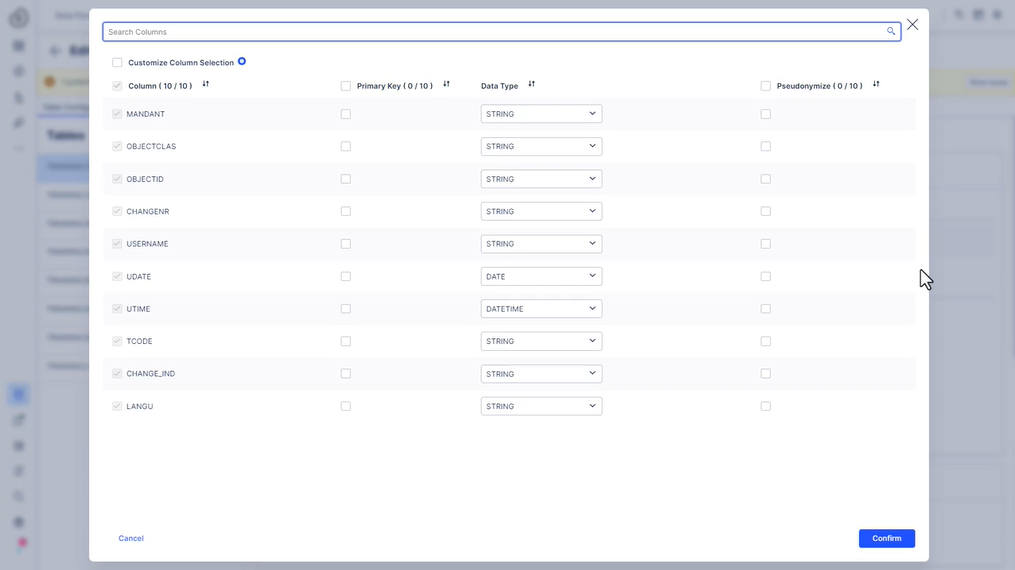 Search Columns
Customize Column Selection
Column ( 10 / 10 ) Primary Key ( 0 / 10 ) Data Type Pseudonymize ( 0 / 10 )
MANDANT STRING
OBJECTCLAS STRING
OBJECTID STRING
CHANGENR STRING
USERNAME STRING
UDATE DATE
UTIME DATETIME
TCODE STRING
CHANGE_IND STRING
LANGU STRING
Cancel Confirm
Tables